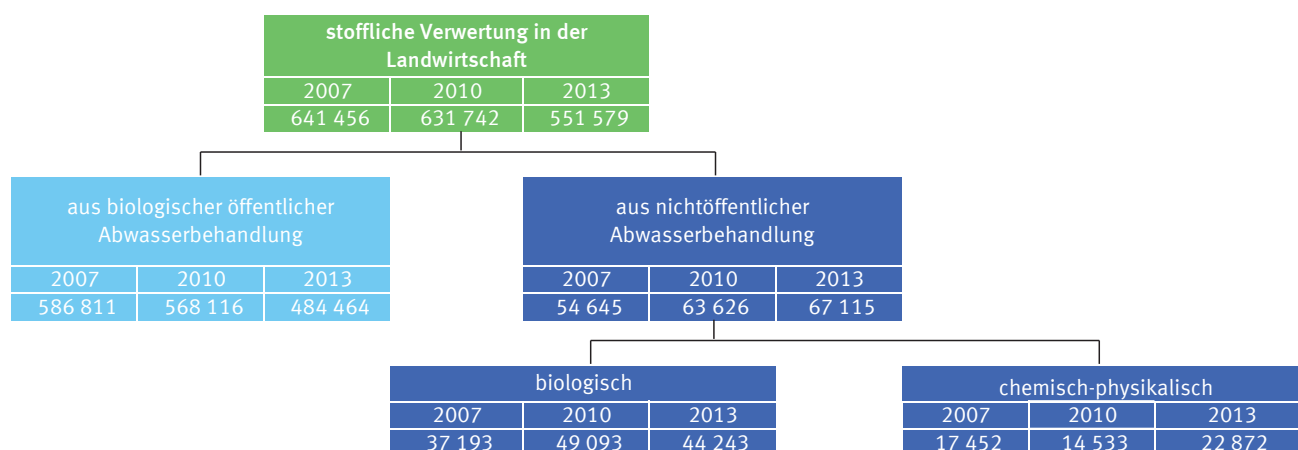 stoffliche Verwertung in der
Landwirtschaft
2007 2010 2013
641 456 631 742 551 579
aus biologischer öffentlicher
Abwasserbehandlung
2007 2010 2013
586 811 568 116 484 464
aus nichtöffentlicher
Abwasserbehandlung
2007 2010 2013
54 645 63 626 67 115
biologisch
2007 2010 2013
37 193 49 093 44 243
chemisch-physikalisch
2007 2010 2013
17 452 14 533 22 872